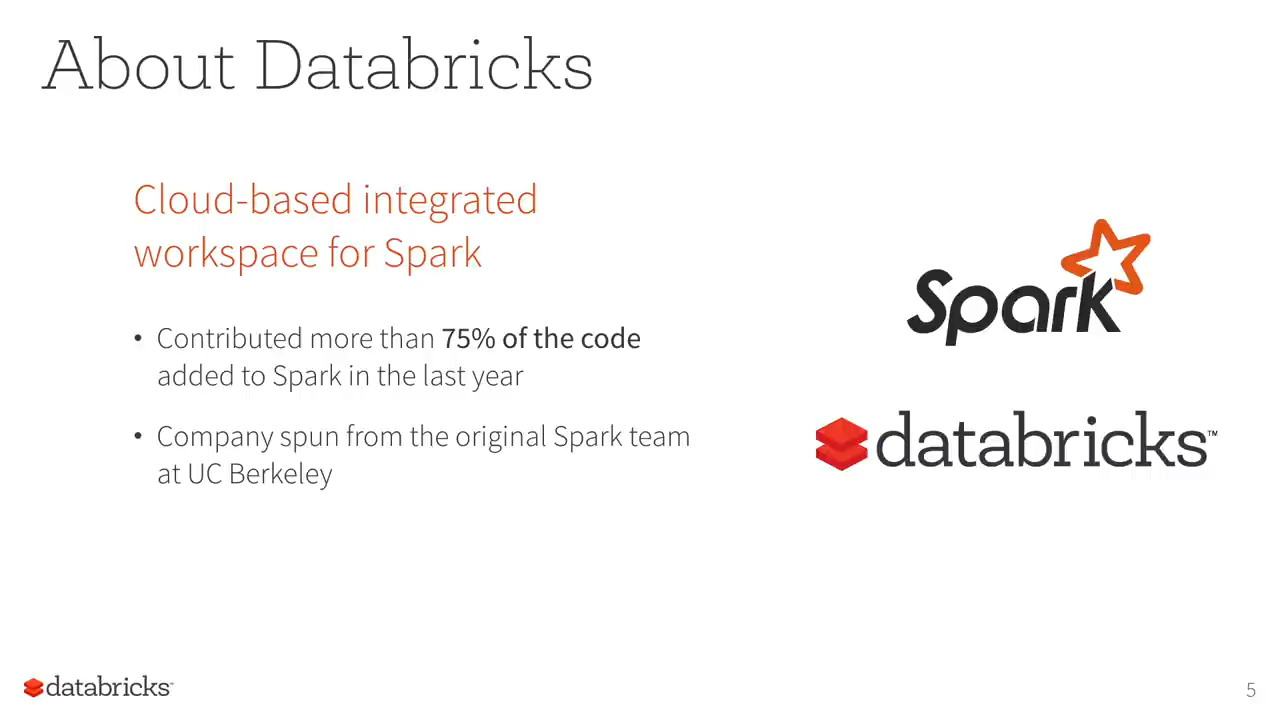 About Databricks
Cloud-based integrated
workspace for Spark
• Contributed more than 75% of the code
added to Spark in the last year
• Company spun from the original Spark team
at UC Berkeley
Spark
databricks™
databricks™
5